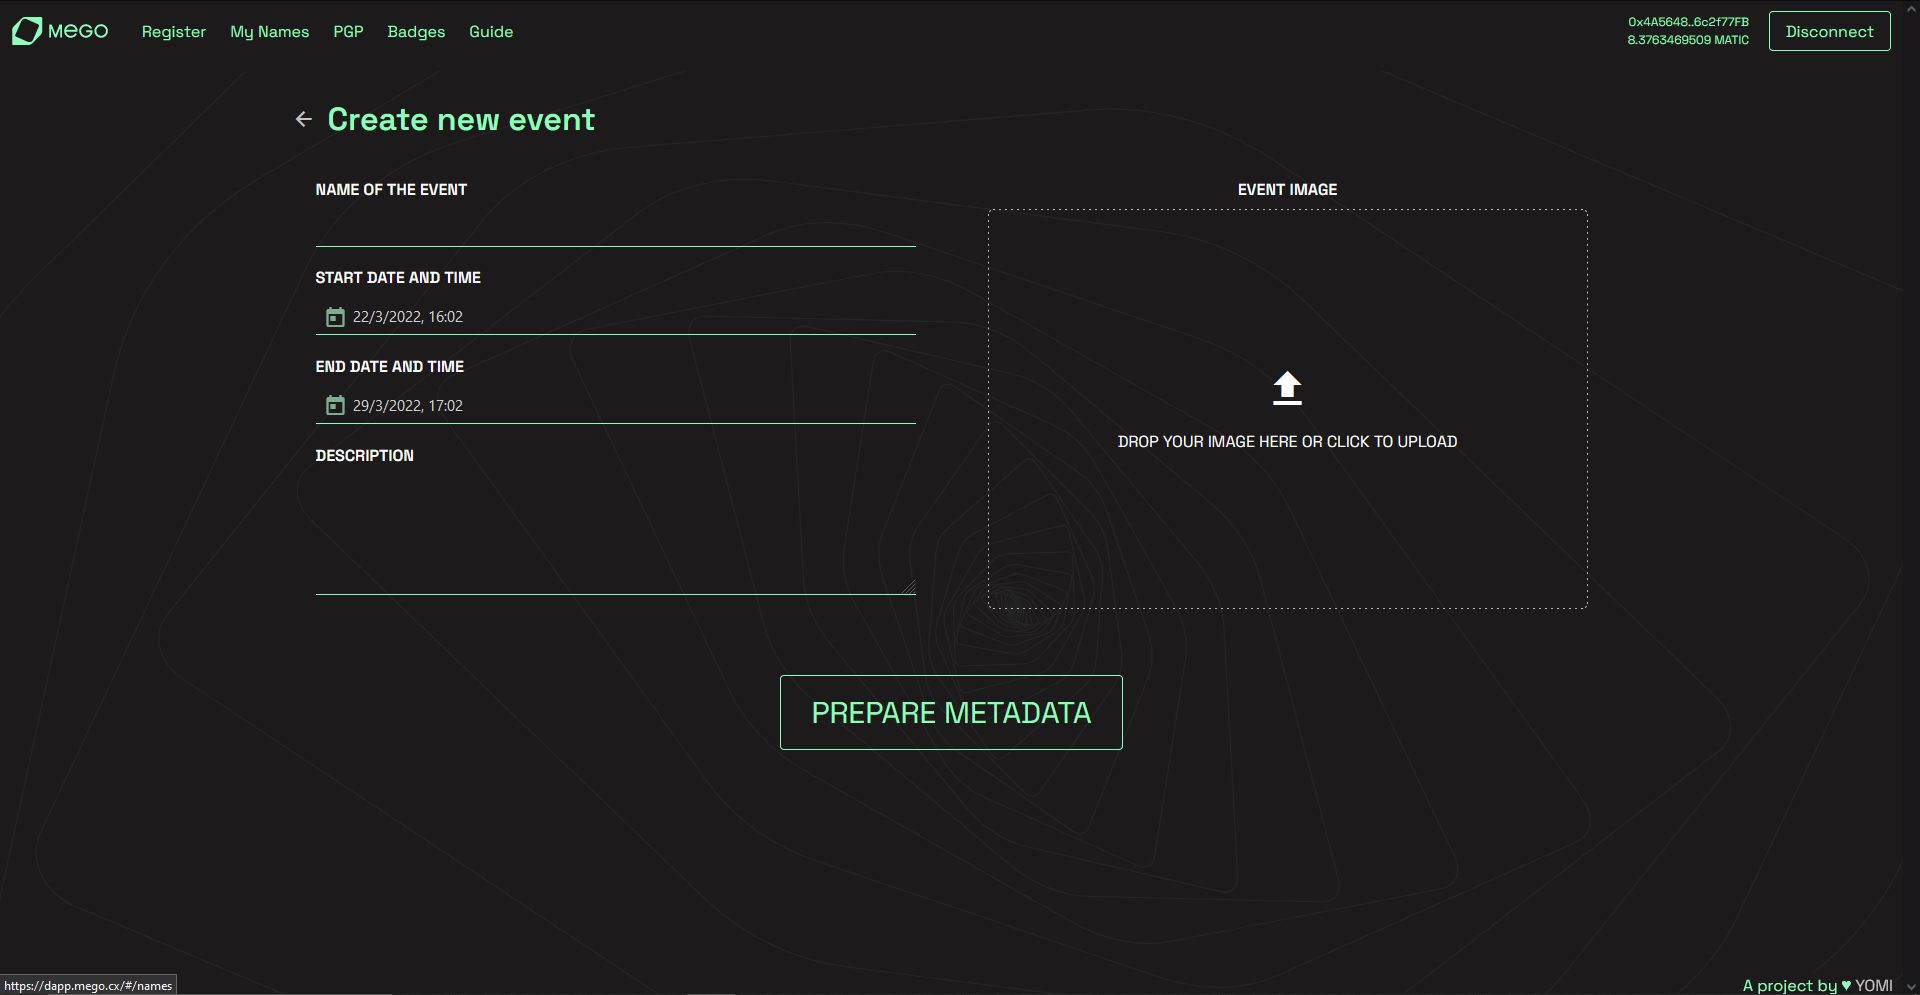 MEGO Register My Names PGP Badges Guide
0x4A5648..6c2f77FB
8.3763469509 MATIC
Disconnect
Create new event
NAME OF THE EVENT
START DATE AND TIME
22/3/2022, 16:02
END DATE AND TIME
29/3/2022, 17:02
DESCRIPTION
EVENT IMAGE
DROP YOUR IMAGE HERE OR CLICK TO UPLOAD
PREPARE METADATA
https://dapp.mego.cx/#/names
A project by ♥ YOMI